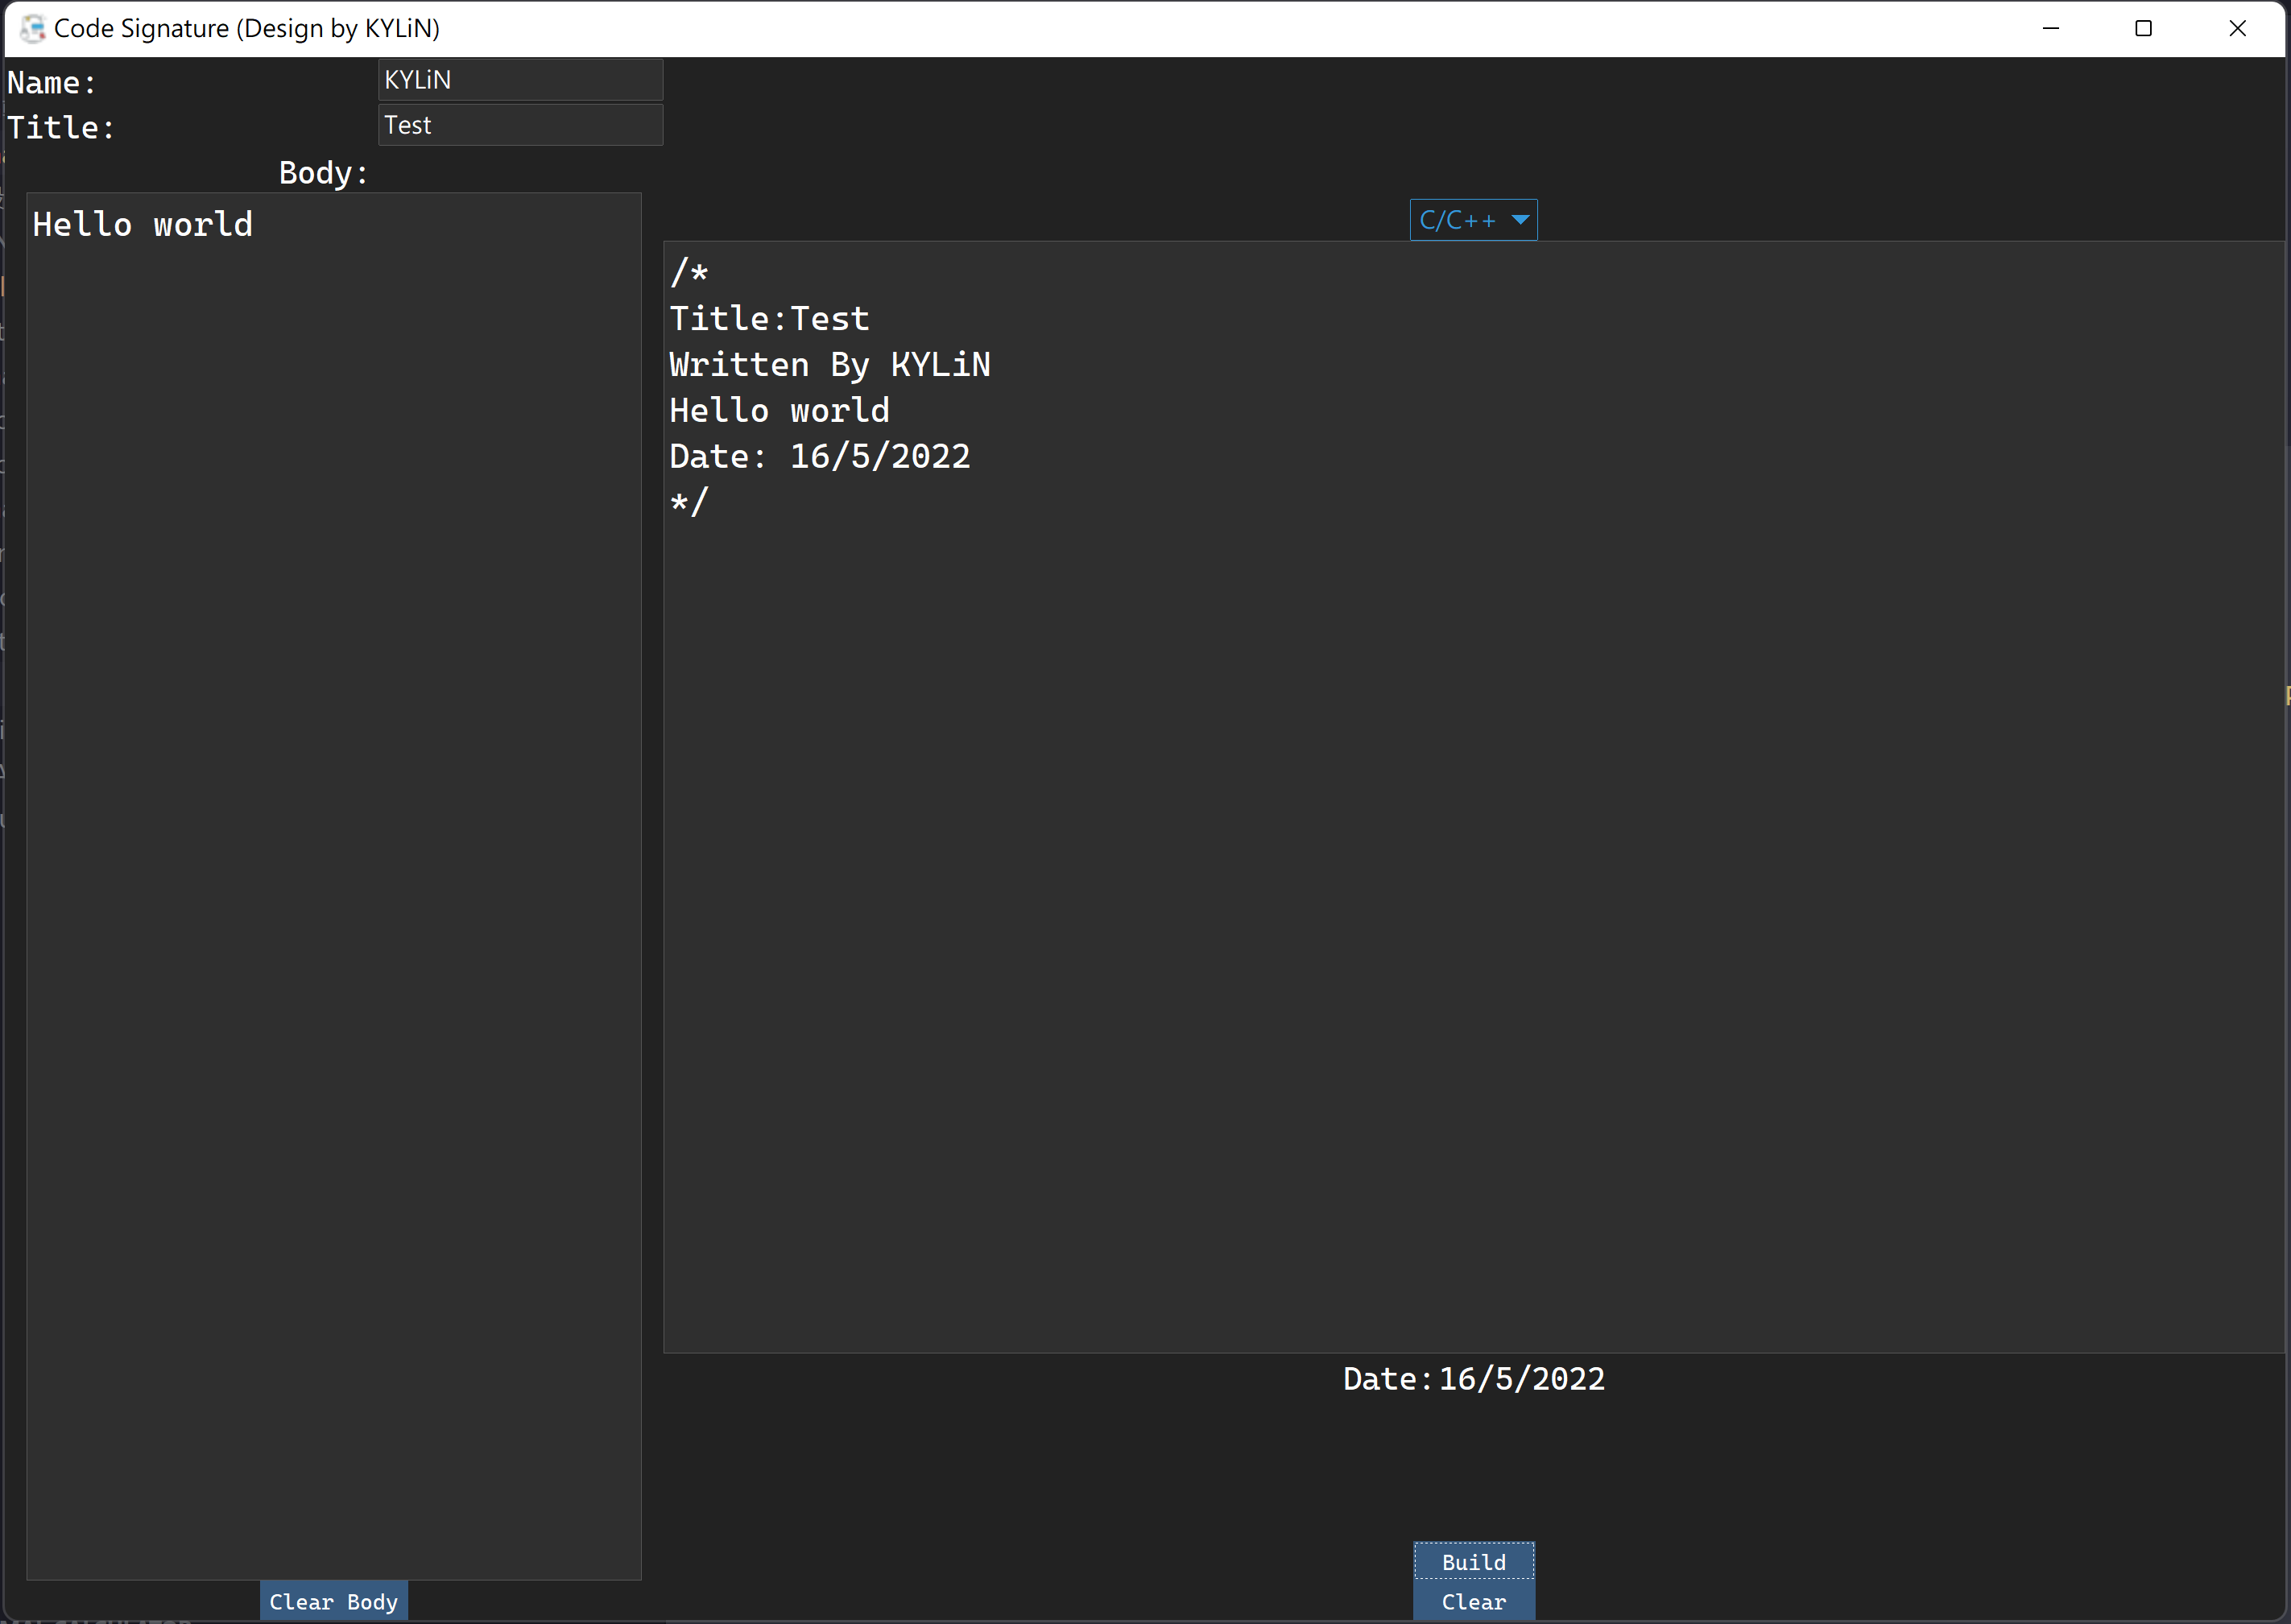 Code Signature (Design by KYLiN)
Name:
KYLiN
Title:
Test
Body:
Hello world
C/C++
/*
Title:Test
Written By KYLiN
Hello world
Date: 16/5/2022
*/
Date:16/5/2022
Build
Clear Body
Clear